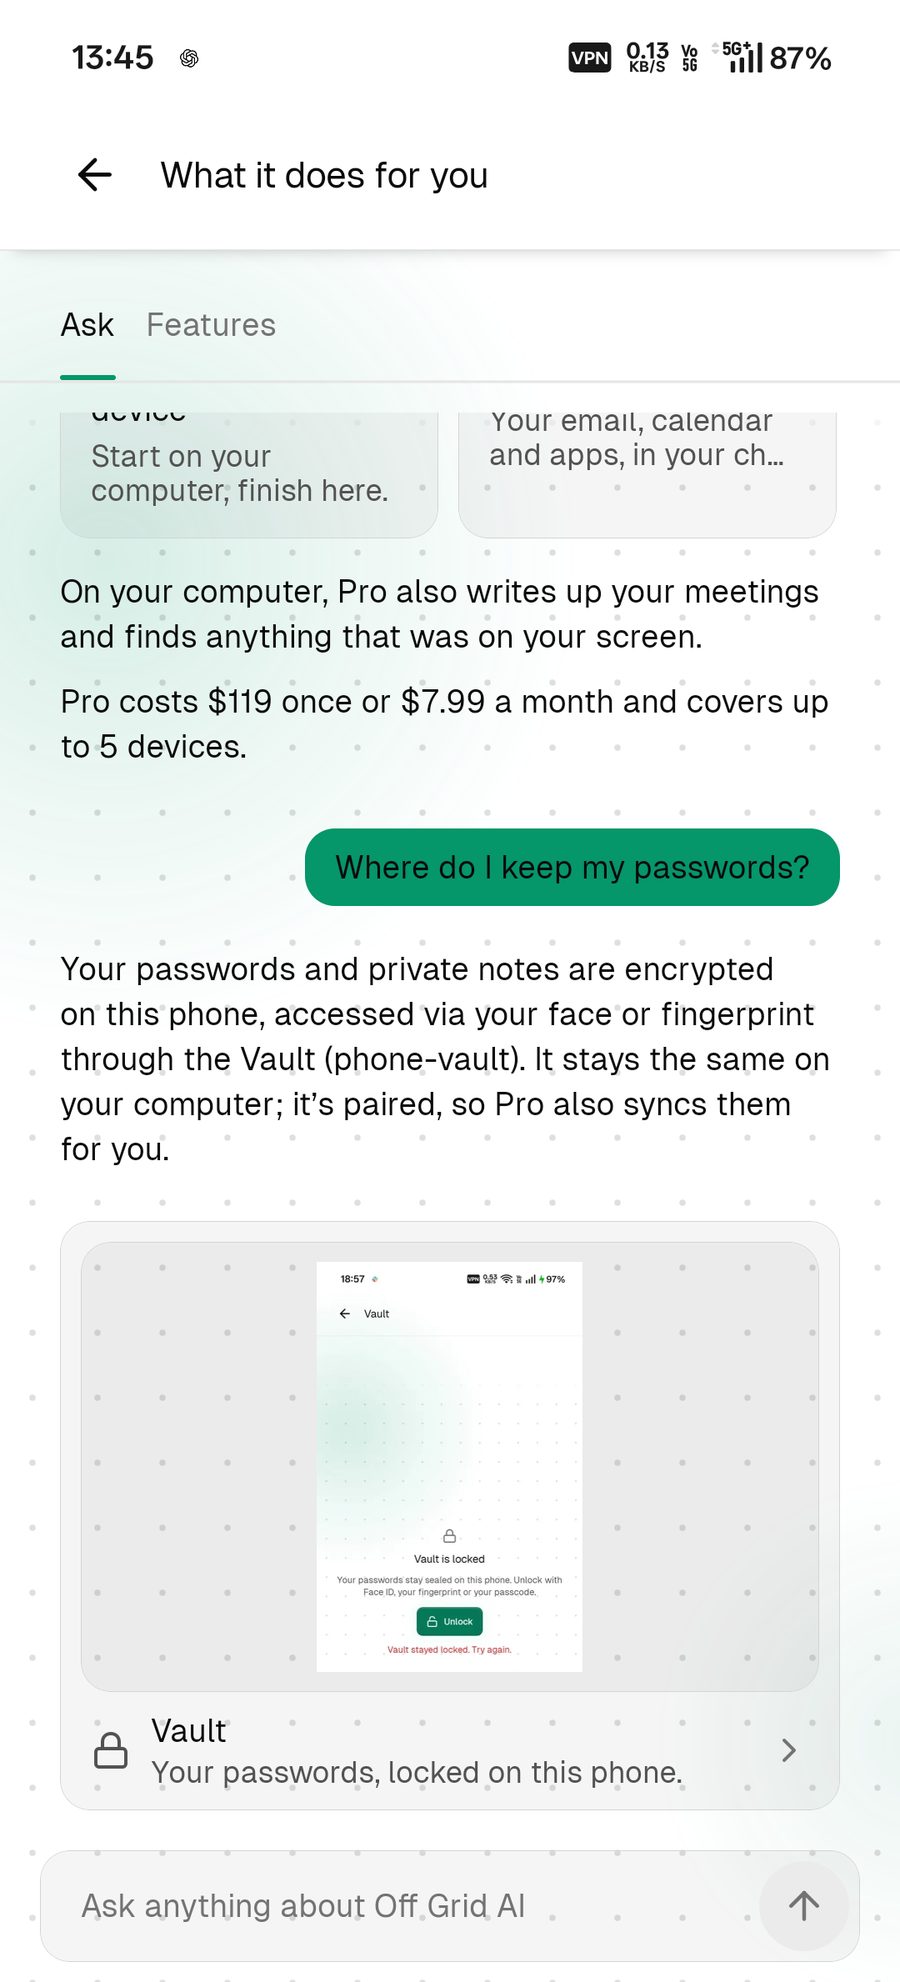 13:45
VPN 0.13 KB/S Vo 5G 5G+ 87%
What it does for you
Ask Features
device
Start on your
computer, finish here.
Your email, calendar
and apps, in your ch...
On your computer, Pro also writes up your meetings
and finds anything that was on your screen.
Pro costs $119 once or $7.99 a month and covers up
to 5 devices.
Where do I keep my passwords?
Your passwords and private notes are encrypted
on this phone, accessed via your face or fingerprint
through the Vault (phone-vault). It stays the same on
your computer; it’s paired, so Pro also syncs them
for you.
18:57
VPN 0.53 KB/S 97%
Vault
Vault is locked
Your passwords stay sealed on this phone. Unlock with
Face ID, your fingerprint or your passcode.
Unlock
Vault stayed locked. Try again.
Vault
Your passwords, locked on this phone.
Ask anything about Off Grid AI